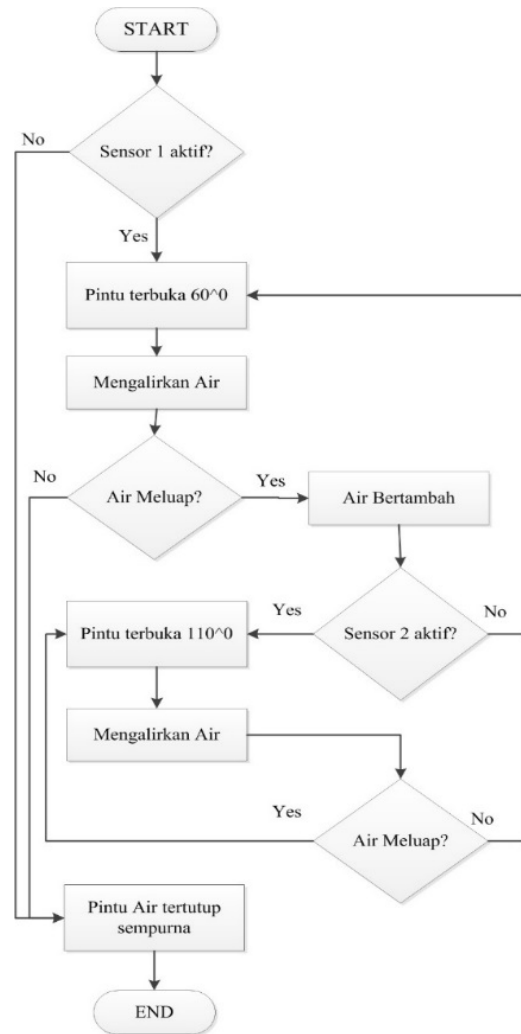 START
No
Sensor 1 aktif?
Yes
Pintu terbuka 60^0
Mengalirkan Air
No
Air Meluap?
Yes
Air Bertambah
Pintu terbuka 110^0
Yes
Sensor 2 aktif?
No
Mengalirkan Air
Yes
Air Meluap?
No
Pintu Air tertutup
sempurna
END